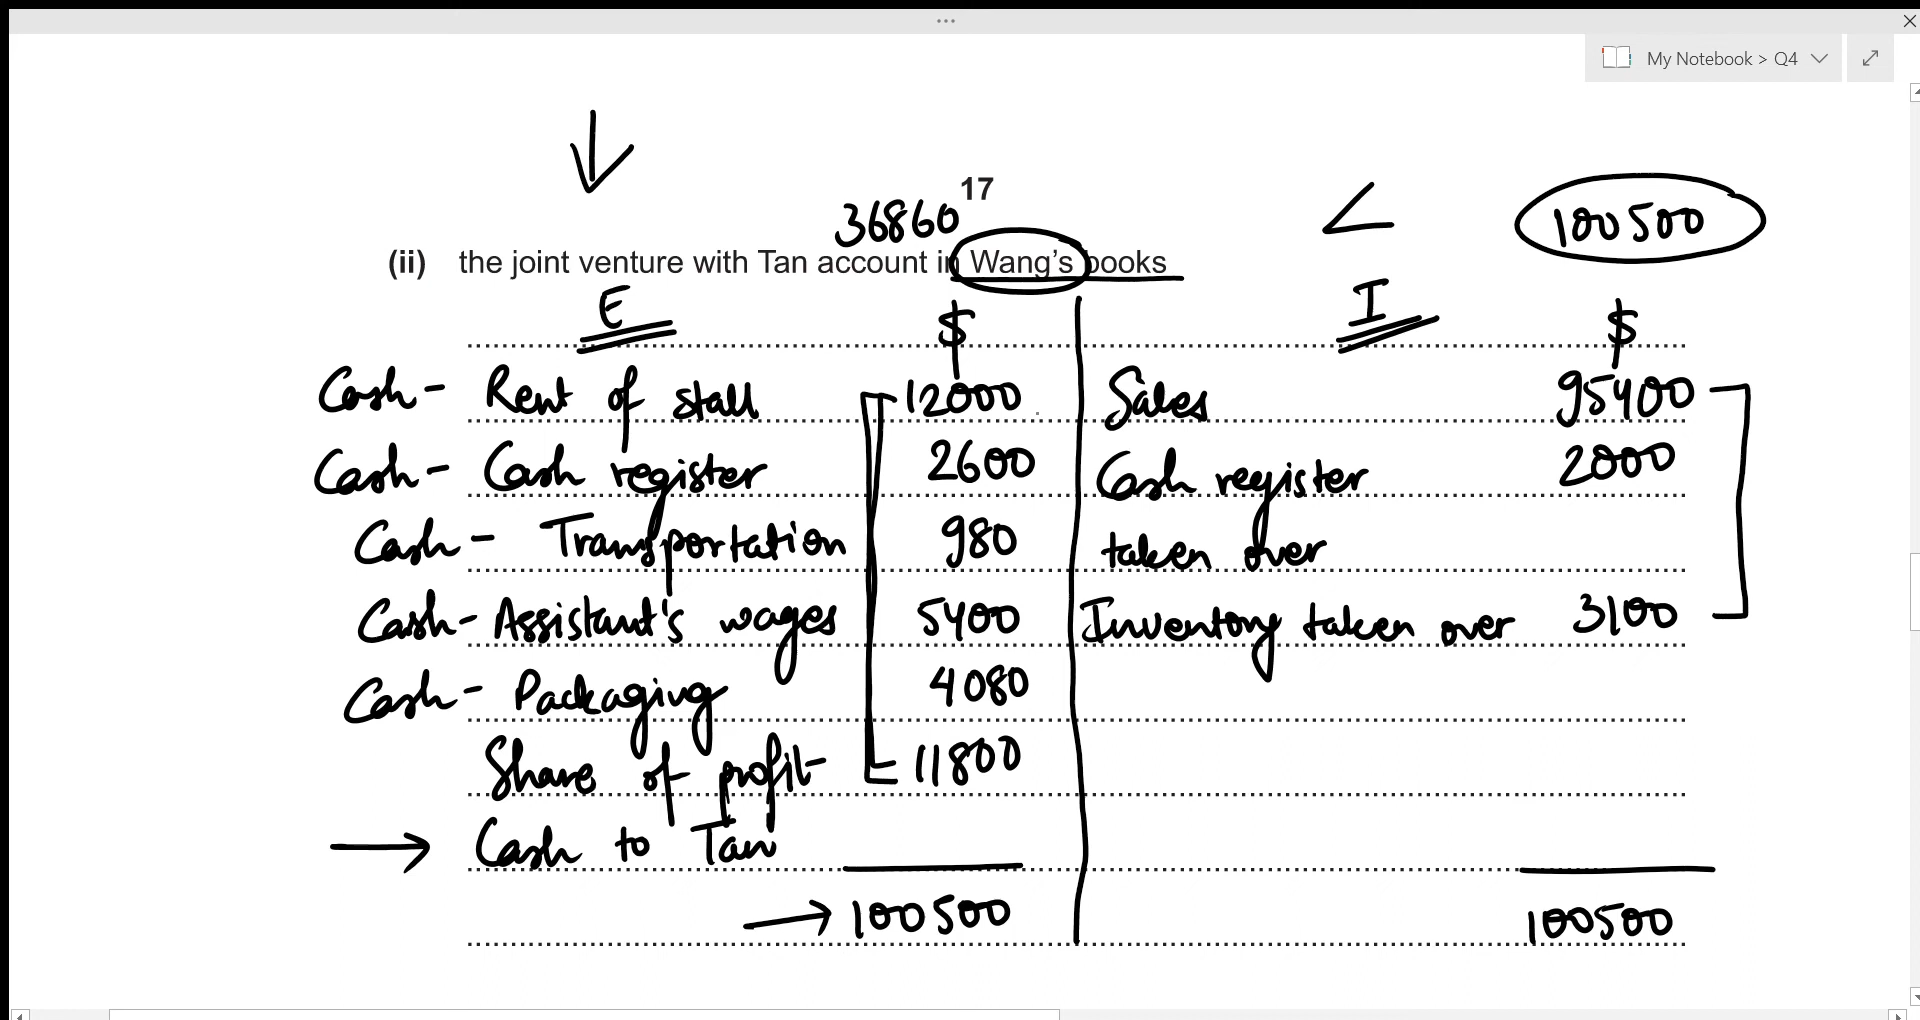 My Notebook > Q4
17
36860 < 100500
(ii) the joint venture with Tan account in Wang's books
E $ I $
Cash - Rent of stall 12000 Sales 95400
Cash - Cash register 2600 Cash register 2000
Cash - Transportation 980 taken over
Cash - Assistant's wages 5400 Inventory taken over 3100
Cash - Packaging 4080
Share of profit 11800
→ Cash to Tan
→ 100500 100500